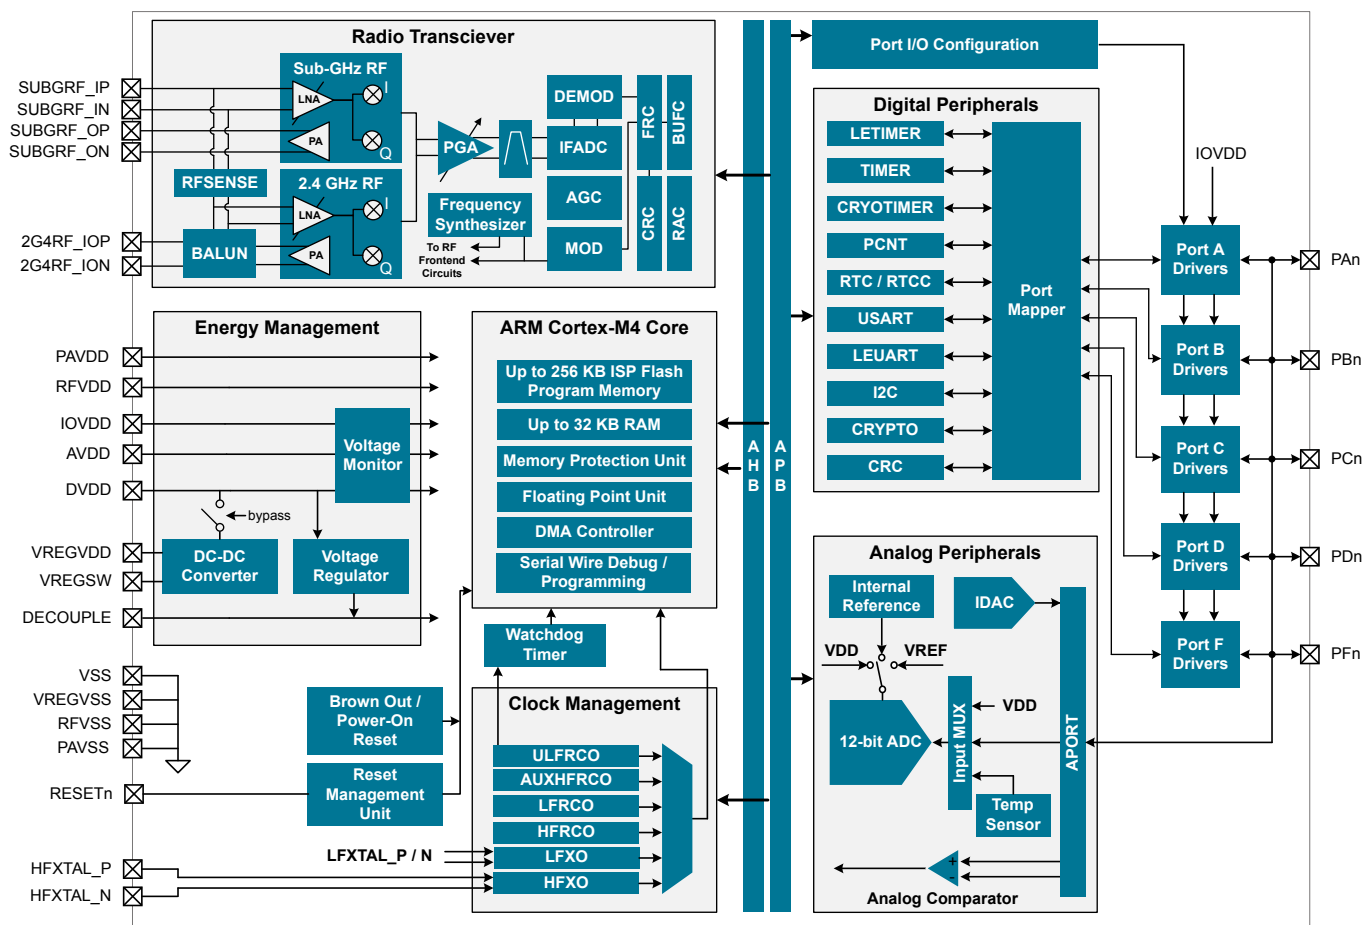 Radio Transciever
SUBGRF_IP
SUBGRF_IN
SUBGRF_OP
SUBGRF_ON
2G4RF_IOP
2G4RF_ION
Sub-GHz RF
LNA
I
PA
Q
RFSENSE
2.4 GHz RF
LNA
I
BALUN
PA
Q
PGA
Frequency
Synthesizer
To RF
Frontend
Circuits
DEMOD
IFADC
AGC
MOD
FRC
BUFC
CRC
RAC
Energy Management
PAVDD
RFVDD
IOVDD
AVDD
DVDD
VREGVDD
VREGSW
DECOUPLE
Voltage
Monitor
bypass
DC-DC
Converter
Voltage
Regulator
VSS
VREGVSS
RFVSS
PAVSS
RESETn
HFXTAL_P
HFXTAL_N
Brown Out /
Power-On
Reset
Reset
Management
Unit
ARM Cortex-M4 Core
Up to 256 KB ISP Flash
Program Memory
Up to 32 KB RAM
Memory Protection Unit
Floating Point Unit
DMA Controller
Serial Wire Debug /
Programming
Watchdog
Timer
Clock Management
ULFRCO
AUXHFRCO
LFRCO
HFRCO
LFXTAL_P / N
LFXO
HFXO
A
H
B
A
P
B
Port I/O Configuration
Digital Peripherals
LETIMER
TIMER
CRYOTIMER
PCNT
RTC / RTCC
USART
LEUART
I2C
CRYPTO
CRC
Port
Mapper
Analog Peripherals
Internal
Reference
IDAC
VDD
VREF
12-bit ADC
Input MUX
VDD
Temp
Sensor
APORT
+
-
Analog Comparator
IOVDD
Port A
Drivers
Port B
Drivers
Port C
Drivers
Port D
Drivers
Port F
Drivers
PAn
PBn
PCn
PDn
PFn